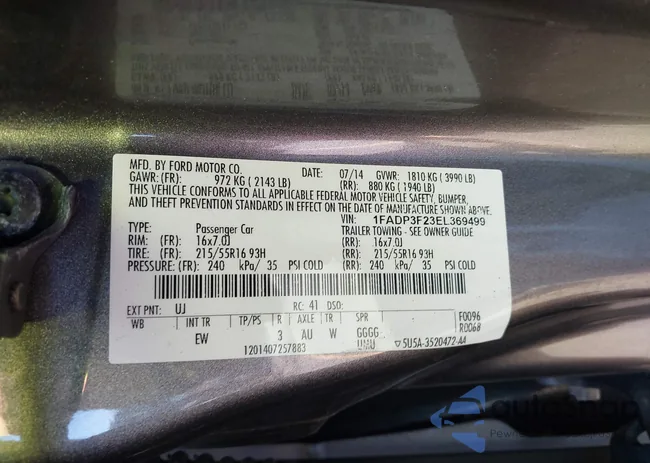 MFD. BY FORD MOTOR CO. DATE: 07/14 GVWR: 1810 KG ( 3990 LB)
GAWR: (FR): 972 KG ( 2143 LB) (RR): 880 KG ( 1940 LB)
THIS VEHICLE CONFORMS TO ALL APPLICABLE FEDERAL MOTOR VEHICLE SAFETY, BUMPER,
AND THEFT PREVENTION STANDARDS IN EFFECT ON THE DATE OF MANUFACTURE SHOWN ABOVE.
VIN: 1FADP3F23EL369499
TYPE: Passenger Car TRAILER TOWING - SEE OWNER GUIDE
RIM: (FR): 16x7.0J (RR): 16x7.0J
TIRE: (FR): 215/55R16 93H (RR): 215/55R16 93H
PRESSURE: (FR): 240 kPa/ 35 PSI COLD (RR): 240 kPa/ 35 PSI COLD
EXT PNT: UJ RC: 41 DSO:
WB INT TR TP/PS R AXLE TR SPR F0096
R0068
EW 3 AU W GGGG
UMU
1201407257883 5U5A-3520472-AA
autosnap